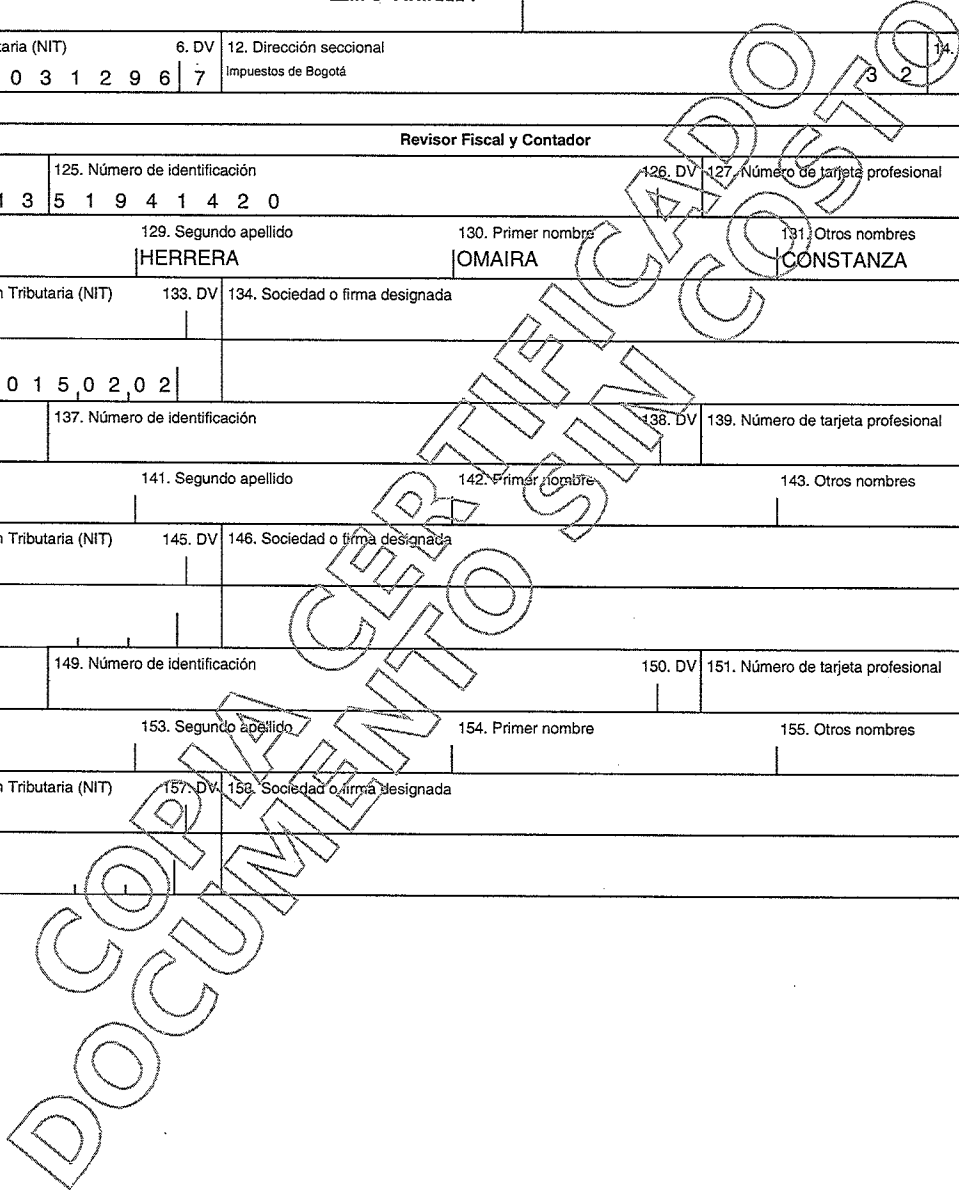 (NIT) 6. DV 12. Dirección seccional 14.
0 3 1 2 9 6 7 Impuestos de Bogotá 3 2
Revisor Fiscal y Contador
125. Número de identificación 126. DV 127. Número de tarjeta profesional
1 3 5 1 9 4 1 4 2 0
129. Segundo apellido 130. Primer nombre 131. Otros nombres
HERRERA OMAIRA CONSTANZA
Tributaria (NIT) 133. DV 134. Sociedad o firma designada
0 1 5 0 2 0 2
137. Número de identificación 138. DV 139. Número de tarjeta profesional
141. Segundo apellido 142. Primer nombre 143. Otros nombres
Tributaria (NIT) 145. DV 146. Sociedad o firma designada
149. Número de identificación 150. DV 151. Número de tarjeta profesional
153. Segundo apellido 154. Primer nombre 155. Otros nombres
Tributaria (NIT) 157. DV 158. Sociedad o firma designada
COPIA CERTIFICADO
DOCUMENTO SIN COSTO